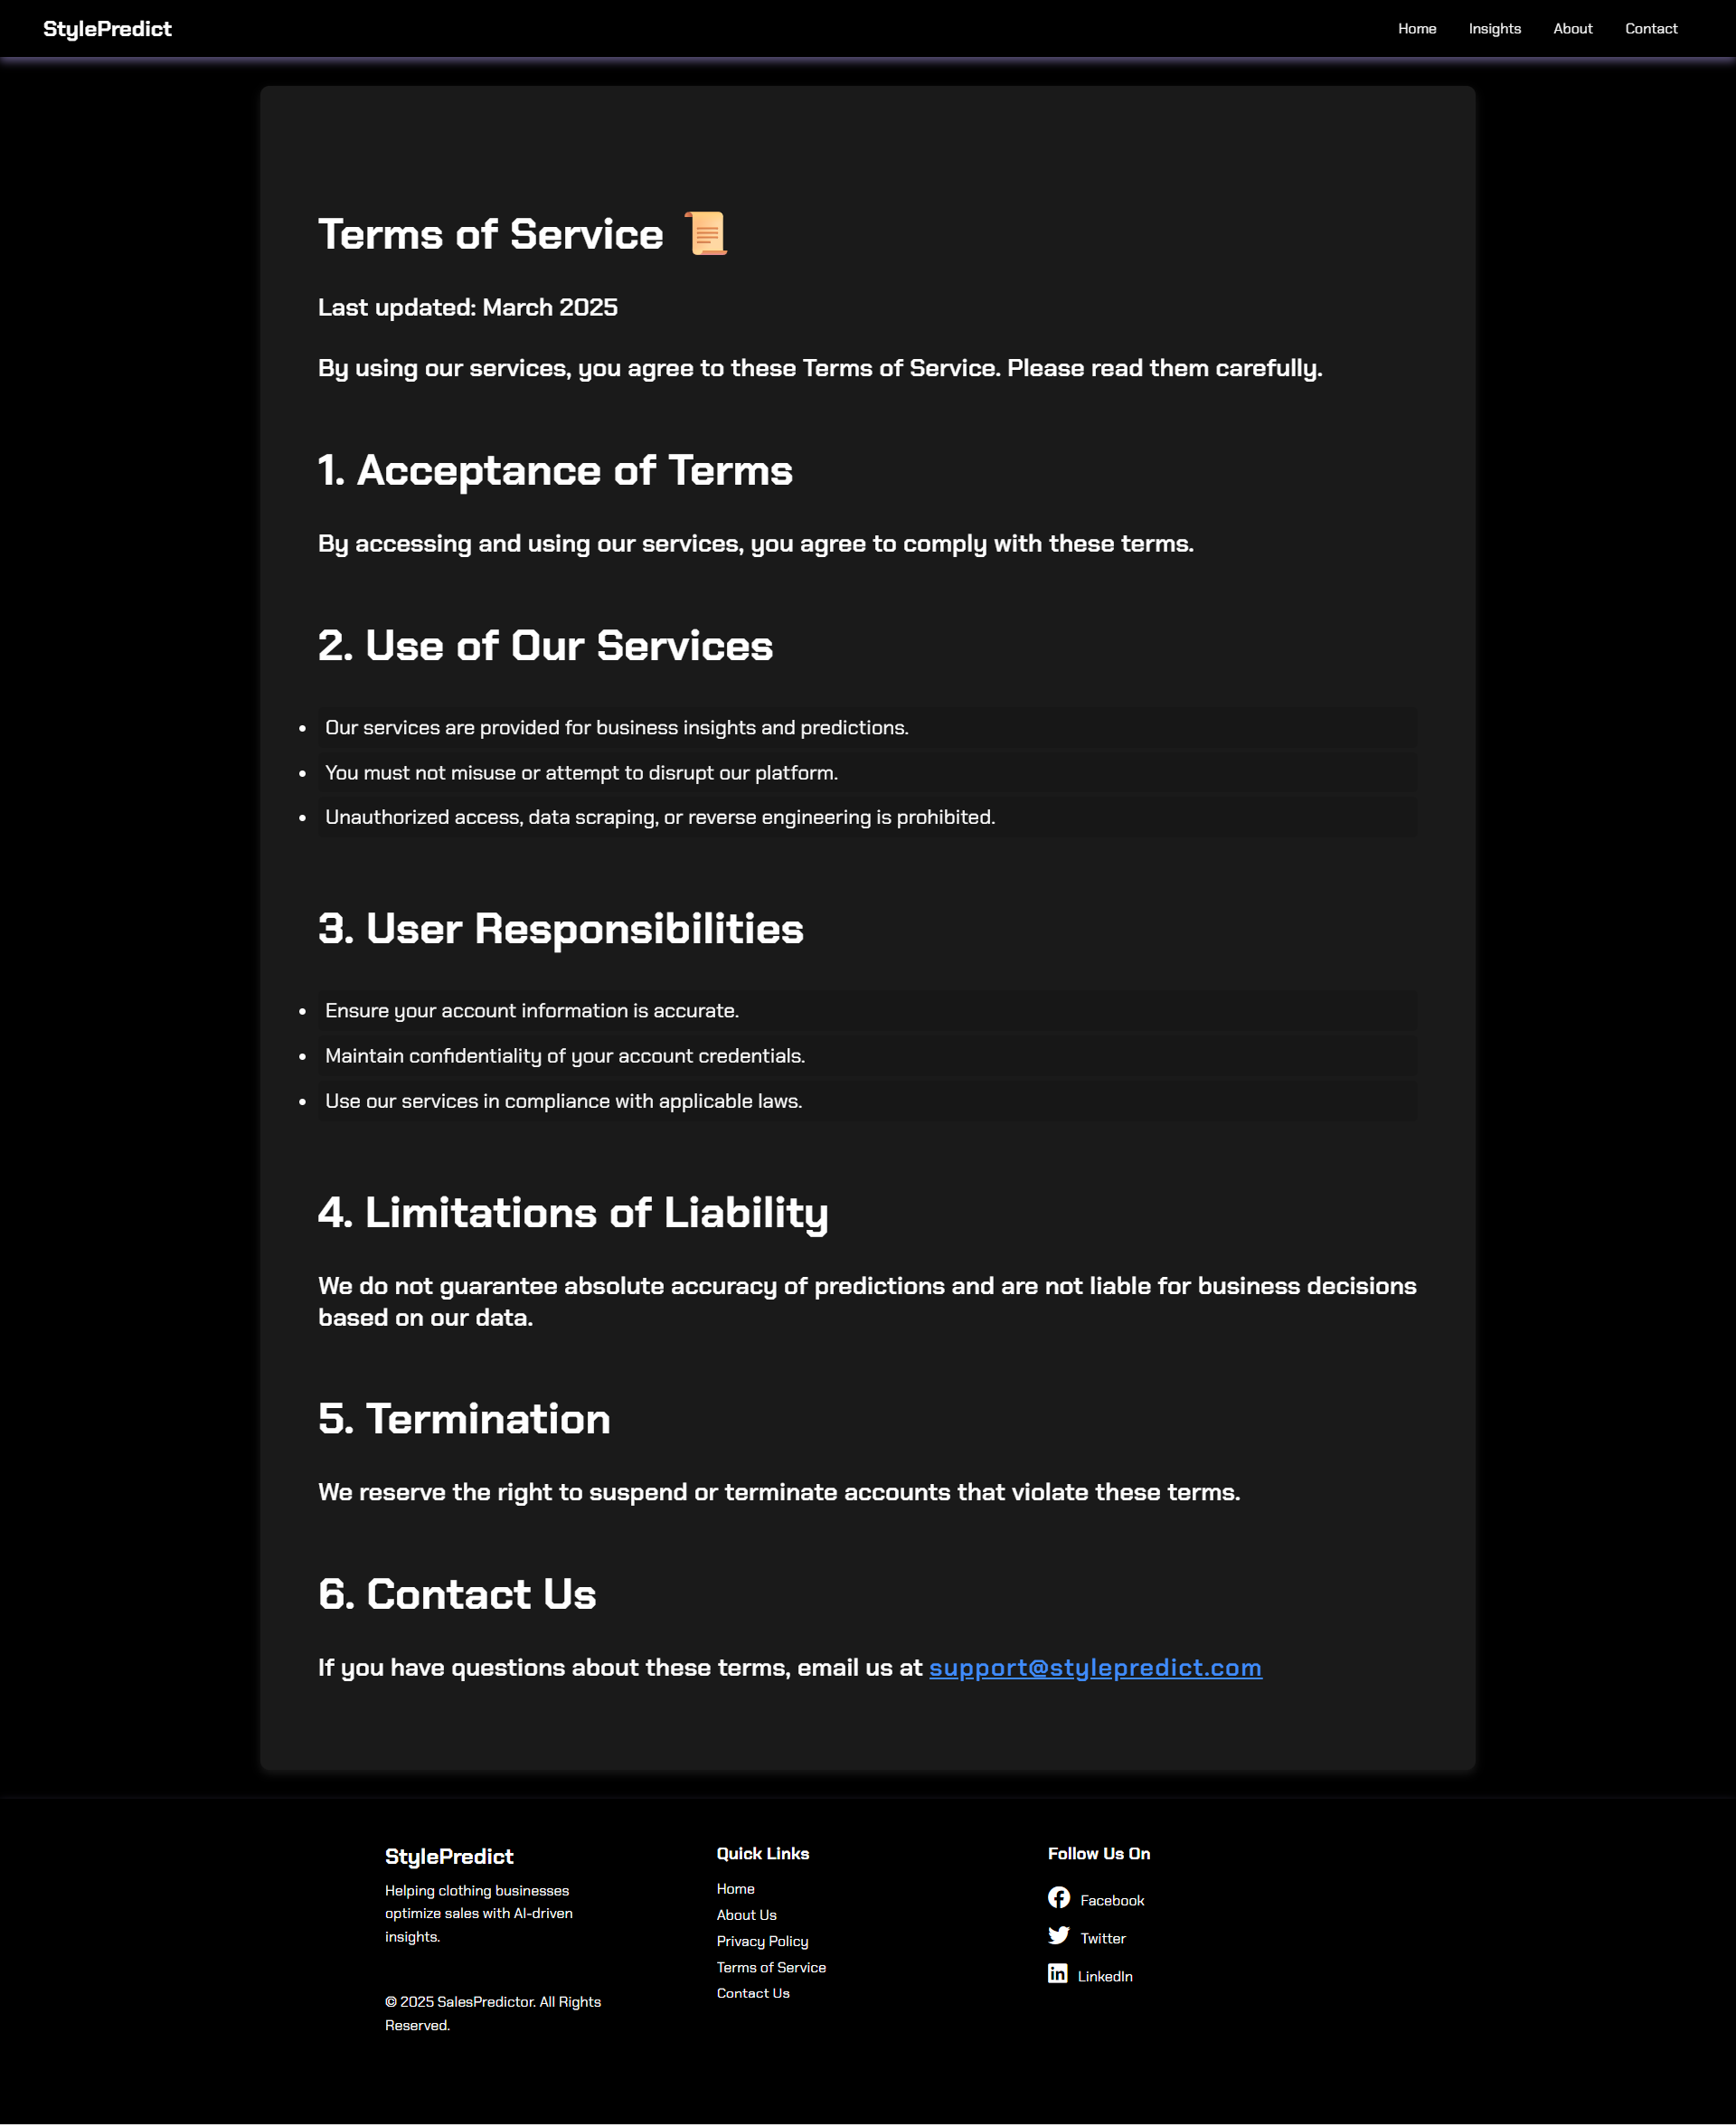 StylePredict
Home Insights About Contact
Terms of Service 📜
Last updated: March 2025
By using our services, you agree to these Terms of Service. Please read them carefully.
1. Acceptance of Terms
By accessing and using our services, you agree to comply with these terms.
2. Use of Our Services
• Our services are provided for business insights and predictions.
• You must not misuse or attempt to disrupt our platform.
• Unauthorized access, data scraping, or reverse engineering is prohibited.
3. User Responsibilities
• Ensure your account information is accurate.
• Maintain confidentiality of your account credentials.
• Use our services in compliance with applicable laws.
4. Limitations of Liability
We do not guarantee absolute accuracy of predictions and are not liable for business decisions
based on our data.
5. Termination
We reserve the right to suspend or terminate accounts that violate these terms.
6. Contact Us
If you have questions about these terms, email us at support@stylepredict.com
StylePredict
Helping clothing businesses
optimize sales with AI-driven
insights.
© 2025 SalesPredictor. All Rights
Reserved.
Quick Links
Home
About Us
Privacy Policy
Terms of Service
Contact Us
Follow Us On
Facebook
Twitter
LinkedIn